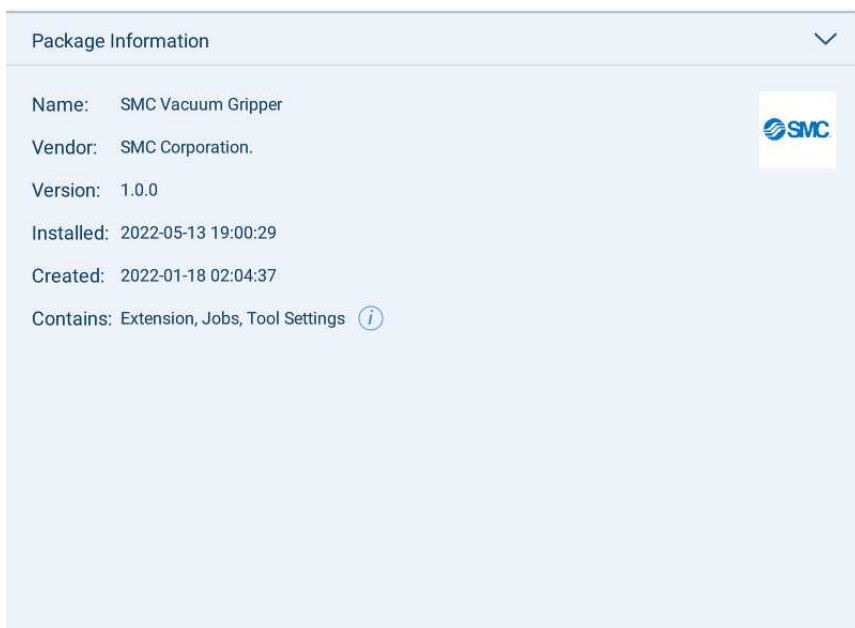 Package Information
Name: SMC Vacuum Gripper
SMC
Vendor: SMC Corporation.
Version: 1.0.0
Installed: 2022-05-13 19:00:29
Created: 2022-01-18 02:04:37
Contains: Extension, Jobs, Tool Settings i